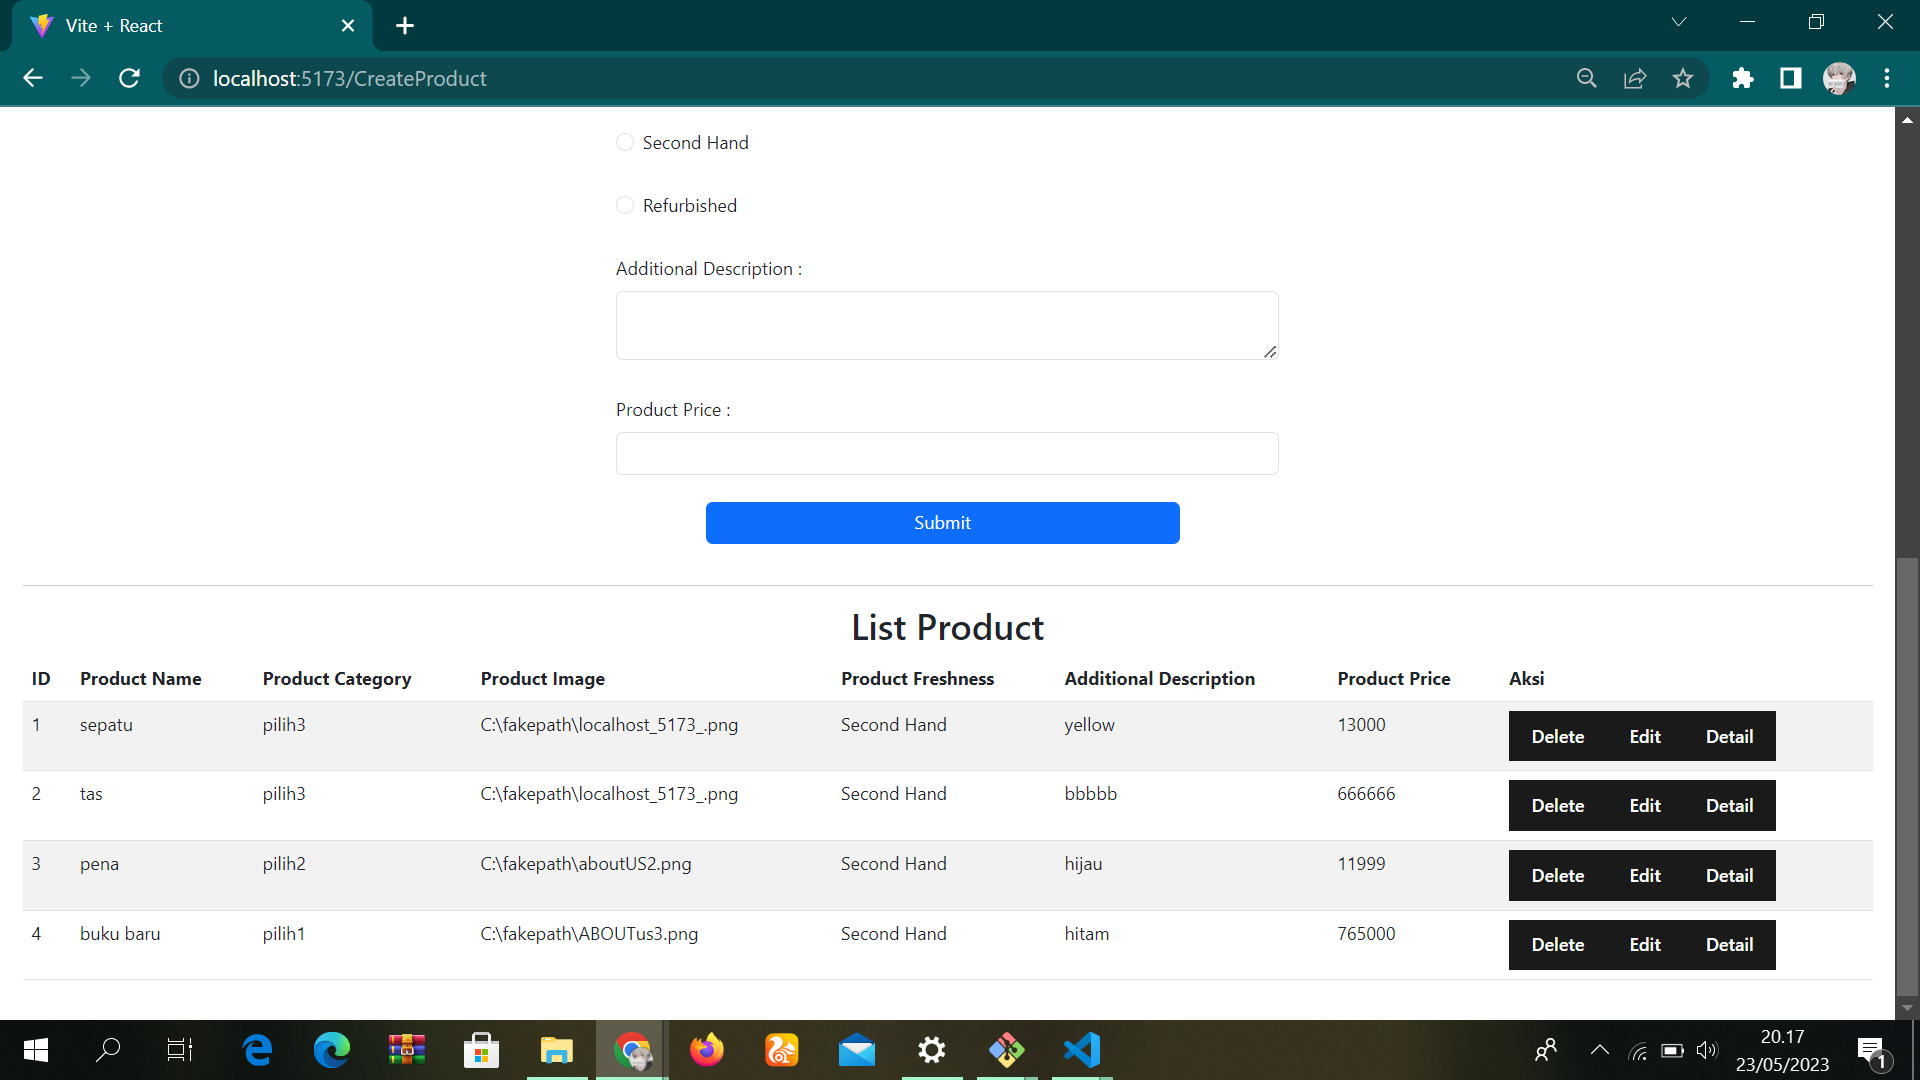 Vite + React
localhost:5173/CreateProduct
Second Hand
Refurbished
Additional Description :
Product Price :
Submit
List Product
ID Product Name Product Category Product Image Product Freshness Additional Description Product Price Aksi
1 sepatu pilih3 C:\fakepath\localhost_5173_.png Second Hand yellow 13000 Delete Edit Detail
2 tas pilih3 C:\fakepath\localhost_5173_.png Second Hand bbbbb 666666 Delete Edit Detail
3 pena pilih2 C:\fakepath\aboutUS2.png Second Hand hijau 11999 Delete Edit Detail
4 buku baru pilih1 C:\fakepath\ABOUTus3.png Second Hand hitam 765000 Delete Edit Detail
20.17
23/05/2023
1